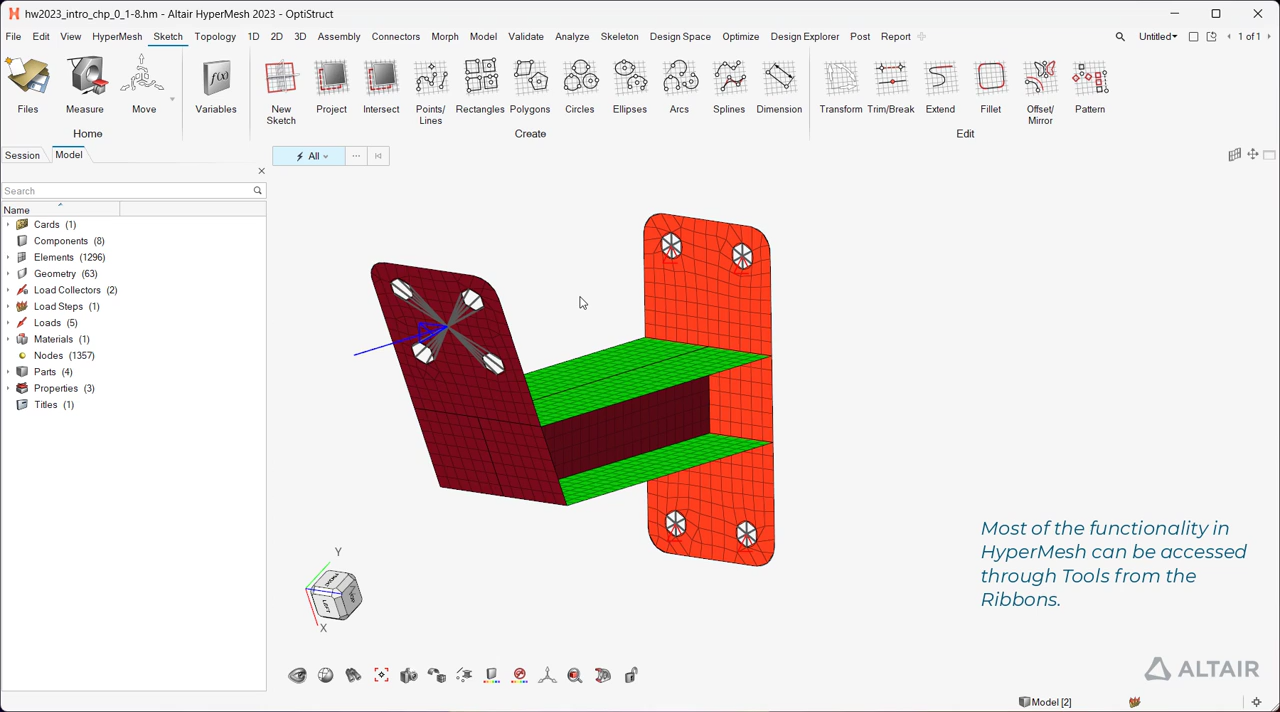 hw2023_intro_chp_0_1-8.hm - Altair HyperMesh 2023 - OptiStruct
File Edit View HyperMesh Sketch Topology 1D 2D 3D Assembly Connectors Morph Model Validate Analyze Skeleton Design Space Optimize Design Explorer Post Report Untitled 1 of 1
Files Measure Move Variables New Sketch Project Intersect Points/ Lines Rectangles Polygons Circles Ellipses Arcs Splines Dimension Transform Trim/Break Extend Fillet Offset/ Mirror Pattern
Home Create Edit
Session Model
All
Search
Name
Cards (1)
Components (8)
Elements (1296)
Geometry (63)
Load Collectors (2)
Load Steps (1)
Loads (5)
Materials (1)
Nodes (1357)
Parts (4)
Properties (3)
Titles (1)
Most of the functionality in
HyperMesh can be accessed
through Tools from the
Ribbons.
Y
LEFT
X
ALTAIR
Model [2]